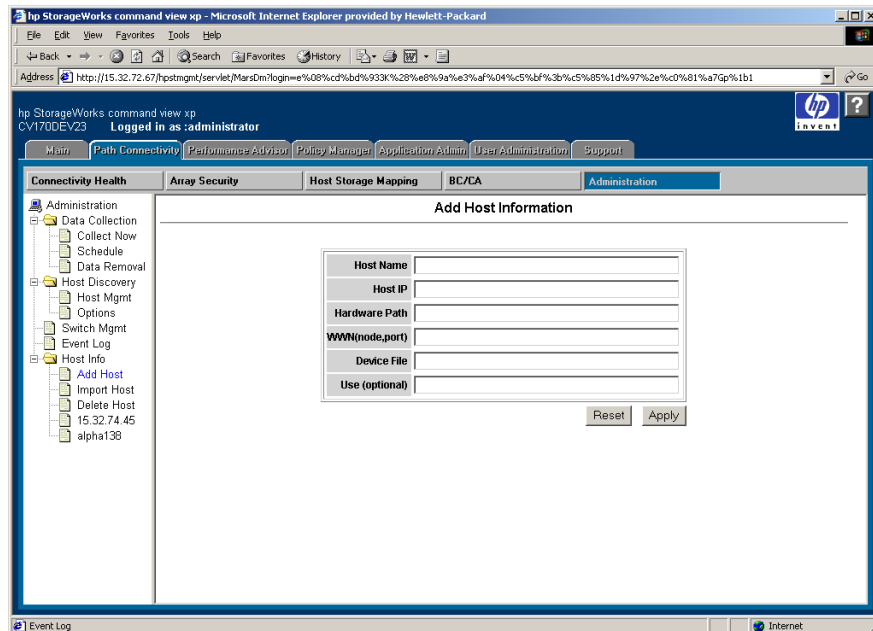 hp StorageWorks command view xp - Microsoft Internet Explorer provided by Hewlett-Packard
File Edit View Favorites Tools Help
Back Search Favorites History
Address http://15.32.72.67/hpstmgmt/servlet/MarsDm?login=e%08%cd%bd%933K%28%e8%9a%e3%af%04%c5%bf%3b%c5%85%1d%97%2e%c0%81%a7Gp%1b1 Go
hp StorageWorks command view xp
CV170DEV23 Logged in as :administrator
hp
invent
?
Main Path Connectivity Performance Advisor Policy Manager Application Admin User Administration Support
Connectivity Health Array Security Host Storage Mapping BC/CA Administration
Administration
Data Collection
Collect Now
Schedule
Data Removal
Host Discovery
Host Mgmt
Options
Switch Mgmt
Event Log
Host Info
Add Host
Import Host
Delete Host
15.32.74.45
alpha138
Add Host Information
Host Name
Host IP
Hardware Path
WWN(node,port)
Device File
Use (optional)
Reset Apply
Event Log Internet